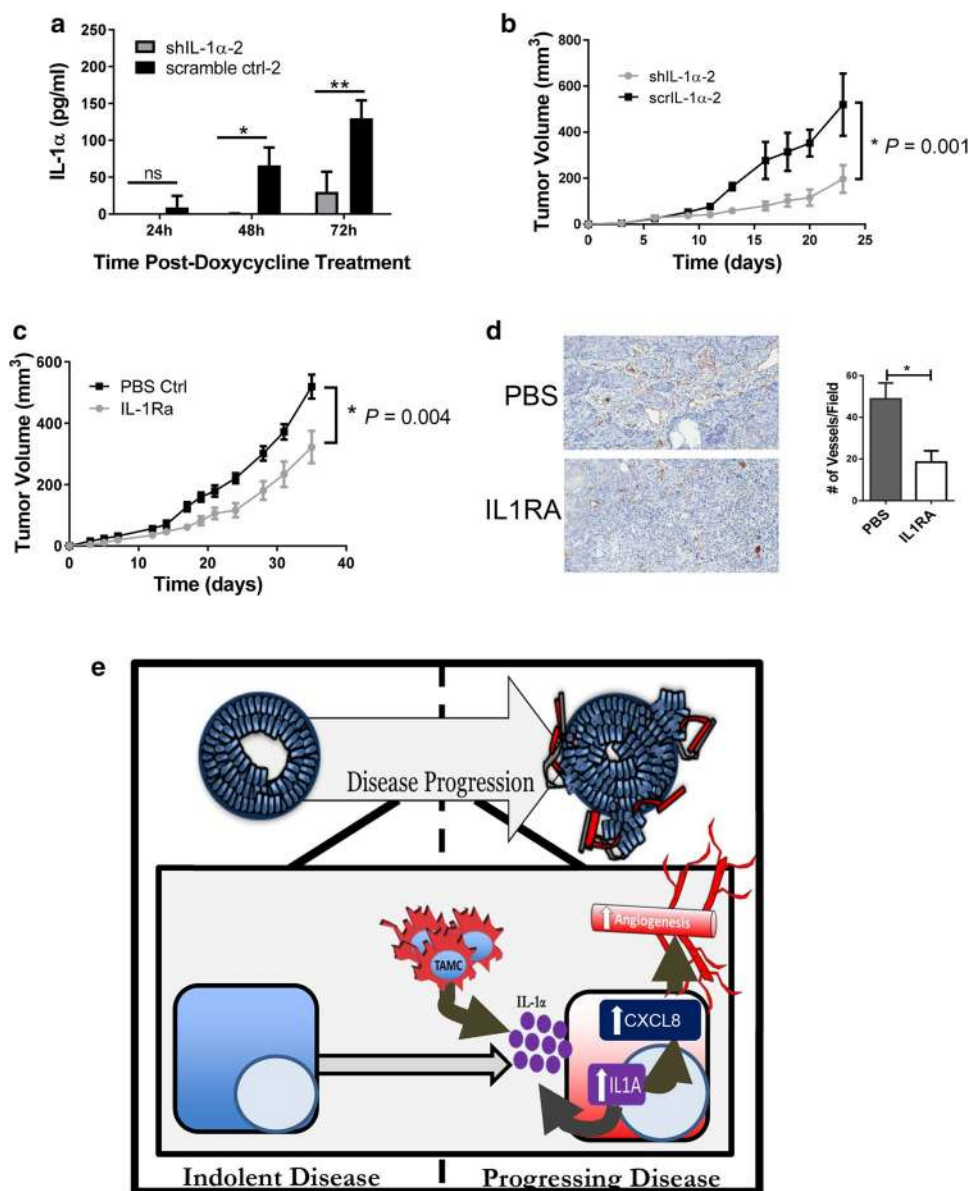 a
IL-1α (pg/ml)
250
200
150
100
50
0
shIL-1α-2
scramble ctrl-2
ns
*
**
24h
48h
72h
Time Post-Doxycycline Treatment
b
Tumor Volume (mm³)
800
600
400
200
0
shIL-1α-2
scrIL-1α-2
* P = 0.001
0
5
10
15
20
25
Time (days)
c
Tumor Volume (mm³)
600
400
200
0
PBS Ctrl
IL-1Ra
* P = 0.004
0
10
20
30
40
Time (days)
d
PBS
IL1RA
# of Vessels/Field
60
40
20
0
*
PBS
IL1RA
e
Disease Progression
TAMC
IL-1α
Angiogenesis
CXCL8
IL1A
Indolent Disease
Progressing Disease